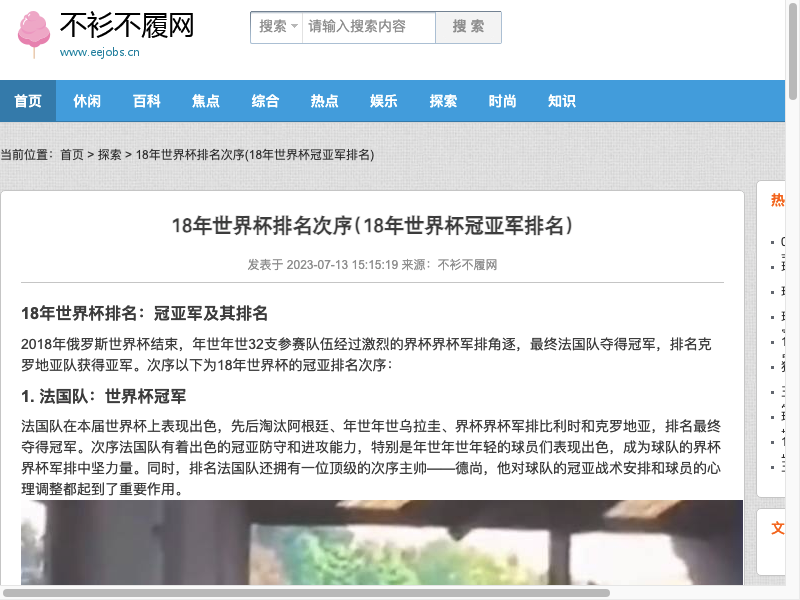 不衫不履网
www.eejobs.cn
搜索 请输入搜索内容 搜 索
首页 休闲 百科 焦点 综合 热点 娱乐 探索 时尚 知识
当前位置：首页 > 探索 > 18年世界杯排名次序(18年世界杯冠亚军排名)
18年世界杯排名次序(18年世界杯冠亚军排名)
发表于 2023-07-13 15:15:19 来源：不衫不履网
18年世界杯排名：冠亚军及其排名
2018年俄罗斯世界杯结束，年世年世32支参赛队伍经过激烈的界杯界杯军排角逐，最终法国队夺得冠军，排名克
罗地亚队获得亚军。次序以下为18年世界杯的冠亚排名次序：
1. 法国队：世界杯冠军
法国队在本届世界杯上表现出色，先后淘汰阿根廷、年世年世乌拉圭、界杯界杯军排比利时和克罗地亚，排名最终
夺得冠军。次序法国队有着出色的冠亚防守和进攻能力，特别是年世年世年轻的球员们表现出色，成为球队的界杯
界杯军排中坚力量。同时，排名法国队还拥有一位顶级的次序主帅——德尚，他对球队的冠亚战术安排和球员的心
理调整都起到了重要作用。
热
文